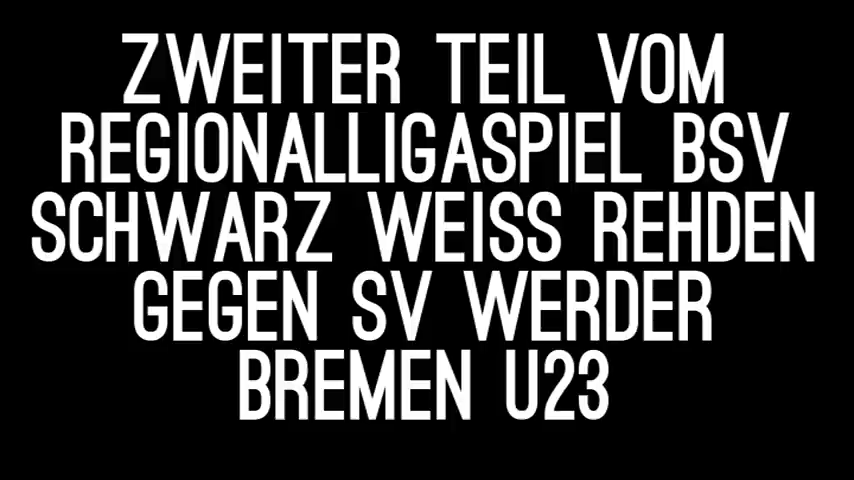 ZWEITER TEIL VOM
REGIONALLIGASPIEL BSV
SCHWARZ WEISS REHDEN
GEGEN SV WERDER
BREMEN U23